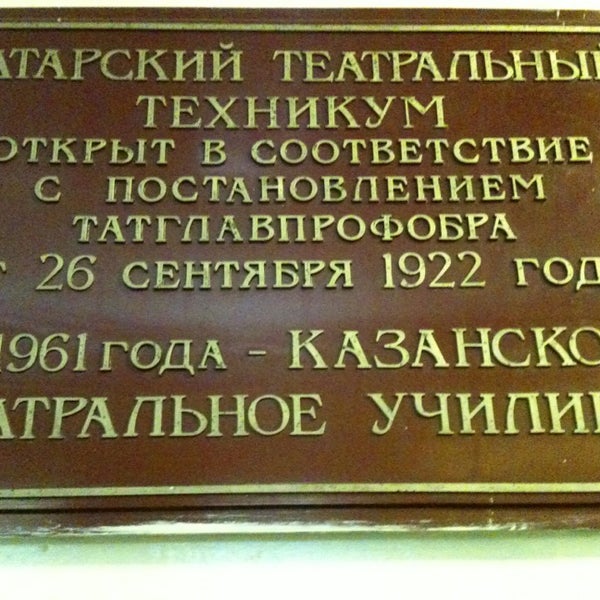 АТАРСКИЙ ТЕАТРАЛЬНЫЙ
ТЕХНИКУМ
ОТКРЫТ В СООТВЕТСТВИЕ
С ПОСТАНОВЛЕНИЕМ
ТАТГЛАВПРОФОБРА
Т 26 СЕНТЯБРЯ 1922 ГОД
1961 ГОДА - КАЗАНСКО
АТРАЛЬНОЕ УЧИЛИ